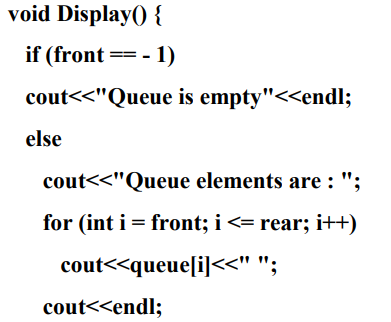 void Display() {
if (front == - 1)
cout<<"Queue is empty"<<endl;
else
cout<<"Queue elements are : ";
for (int i = front; i <= rear; i++)
cout<<queue[i]<<" ";
cout<<endl;